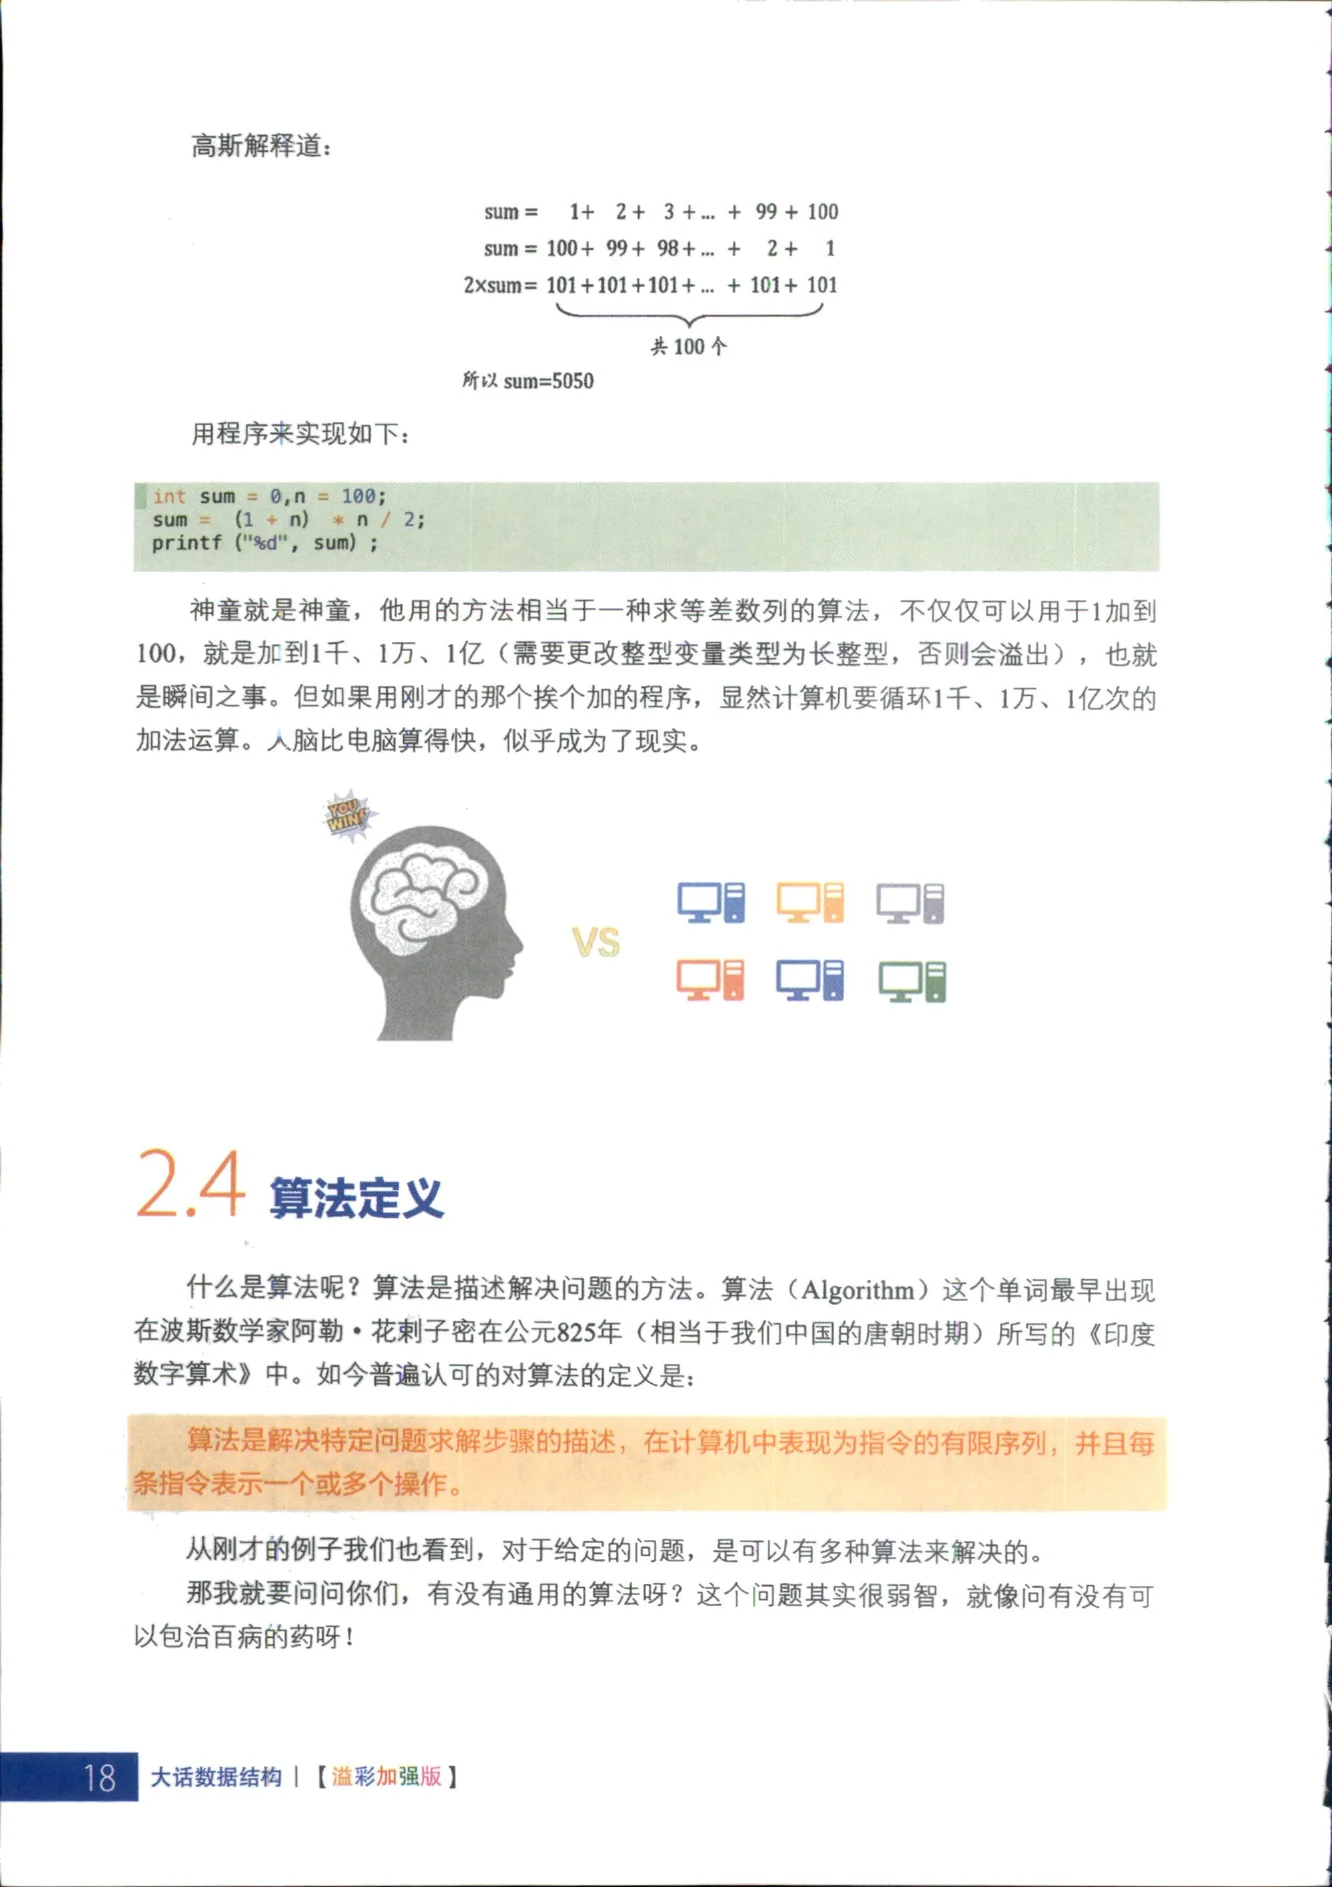 高斯解释道：
sum = 1+ 2+ 3 +... + 99 + 100
sum = 100+ 99+ 98+... + 2+ 1
2×sum= 101+101+101+... + 101+ 101
共 100 个
所以 sum=5050
用程序来实现如下：
int sum = 0,n = 100;
sum = (1 + n) * n / 2;
printf ("%d", sum) ;
神童就是神童，他用的方法相当于一种求等差数列的算法，不仅仅可以用于1加到
100，就是加到1千、1万、1亿（需要更改整型变量类型为长整型，否则会溢出），也就
是瞬间之事。但如果用刚才的那个挨个加的程序，显然计算机要循环1千、1万、1亿次的
加法运算。人脑比电脑算得快，似乎成为了现实。
YOU
WIN!
VS
2.4 算法定义
什么是算法呢？算法是描述解决问题的方法。算法（Algorithm）这个单词最早出现
在波斯数学家阿勒·花剌子密在公元825年（相当于我们中国的唐朝时期）所写的《印度
数字算术》中。如今普遍认可的对算法的定义是：
算法是解决特定问题求解步骤的描述，在计算机中表现为指令的有限序列，并且每
条指令表示一个或多个操作。
从刚才的例子我们也看到，对于给定的问题，是可以有多种算法来解决的。
那我就要问问你们，有没有通用的算法呀？这个问题其实很弱智，就像问有没有可
以包治百病的药呀！
18 大话数据结构 | 【溢彩加强版】